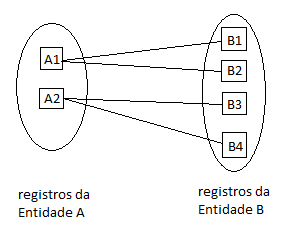 A1
A2
B1
B2
B3
B4
registros da
Entidade A
registros da
Entidade B